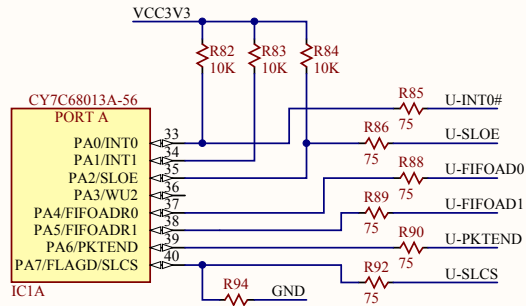 VCC3V3
R82
10K
R83
10K
R84
10K
CY7C68013A-56
PORT A
PA0/INT0
33
PA1/INT1
34
PA2/SLOE
35
PA3/WU2
36
PA4/FIFOADR0
37
PA5/FIFOADR1
38
PA6/PKTEND
39
PA7/FLAGD/SLCS
40
IC1A
R85
75
U-INT0#
R86
75
U-SLOE
R88
75
U-FIFOAD0
R89
75
U-FIFOAD1
R90
75
U-PKTEND
R92
75
U-SLCS
R94
GND